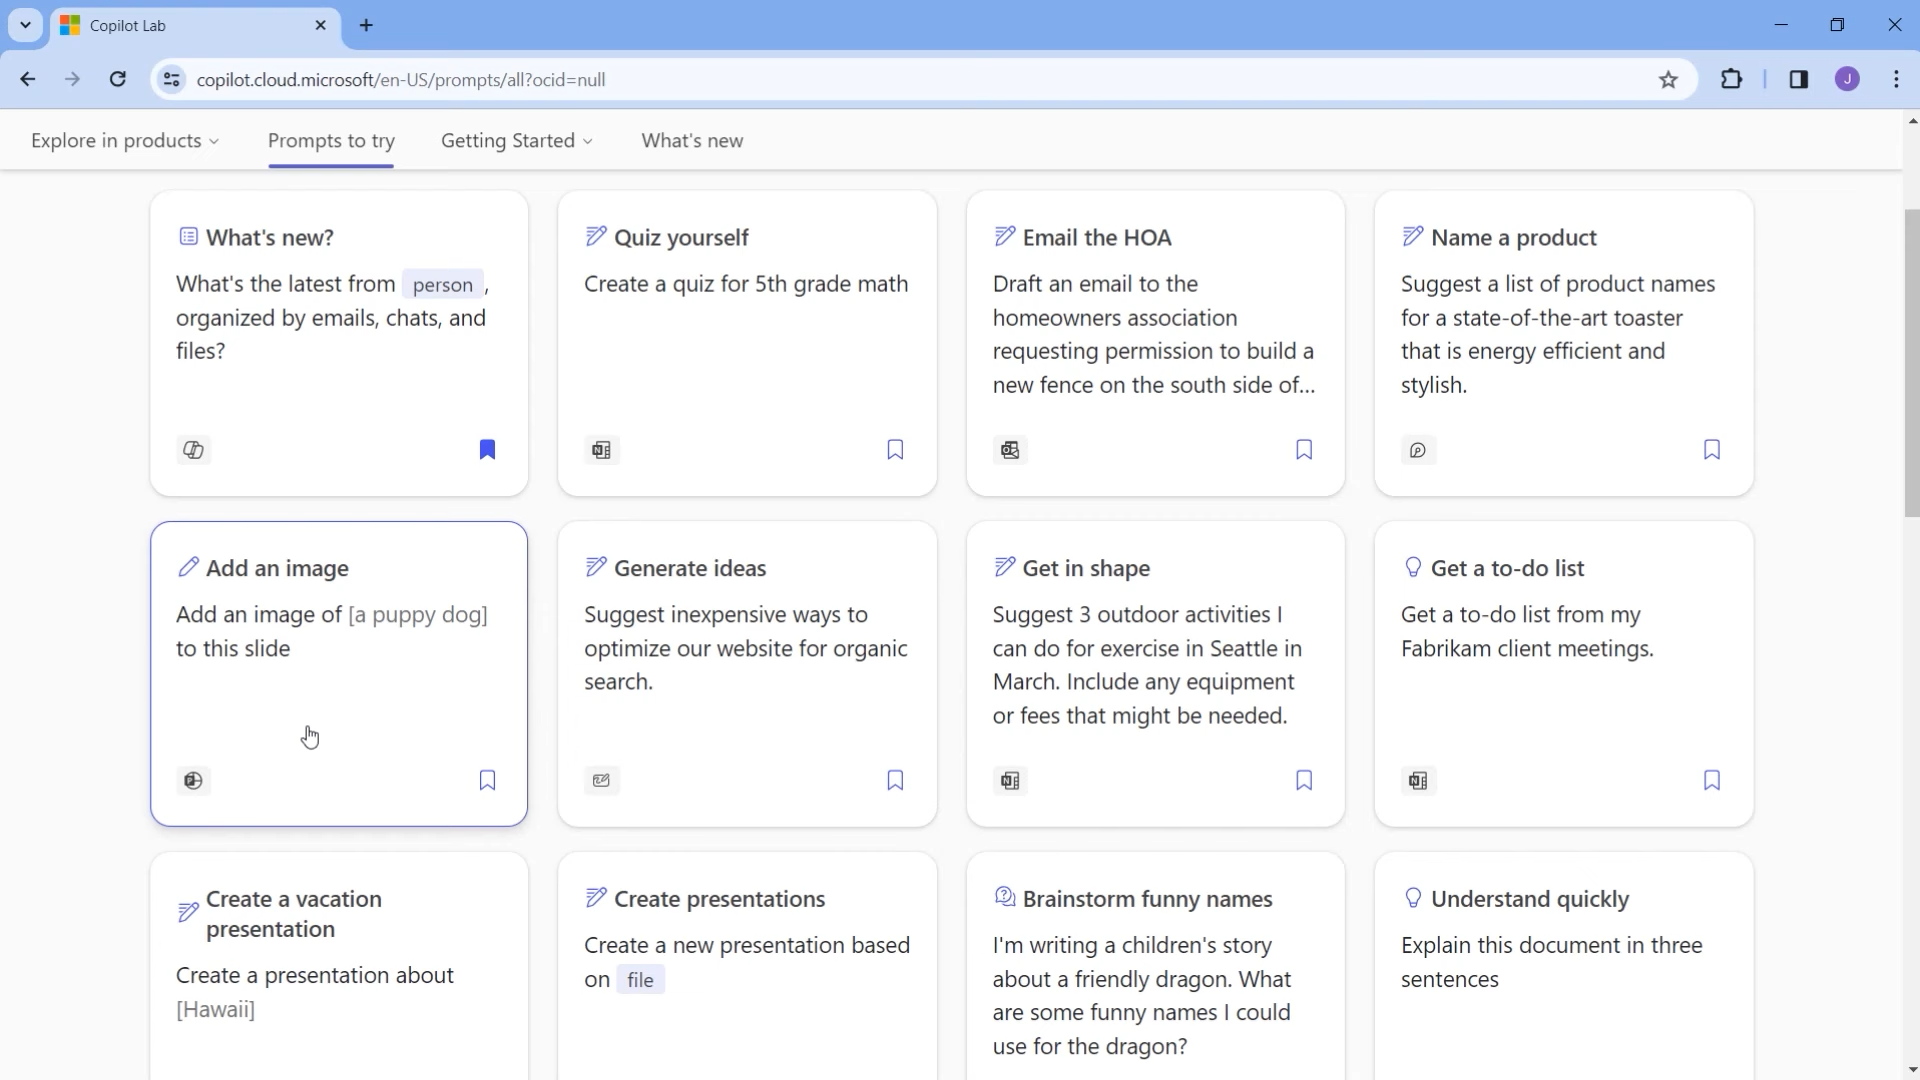 Copilot Lab
copilot.cloud.microsoft/en-US/prompts/all?ocid=null
J
Explore in products
Prompts to try
Getting Started
What's new
What's new?
What's the latest from person ,
organized by emails, chats, and
files?
Quiz yourself
Create a quiz for 5th grade math
N
Email the HOA
Draft an email to the
homeowners association
requesting permission to build a
new fence on the south side of...
Name a product
Suggest a list of product names
for a state-of-the-art toaster
that is energy efficient and
stylish.
Add an image
Add an image of [a puppy dog]
to this slide
P
Generate ideas
Suggest inexpensive ways to
optimize our website for organic
search.
Get in shape
Suggest 3 outdoor activities I
can do for exercise in Seattle in
March. Include any equipment
or fees that might be needed.
N
Get a to-do list
Get a to-do list from my
Fabrikam client meetings.
N
Create a vacation
presentation
Create a presentation about
[Hawaii]
Create presentations
Create a new presentation based
on file
Brainstorm funny names
I'm writing a children's story
about a friendly dragon. What
are some funny names I could
use for the dragon?
Understand quickly
Explain this document in three
sentences